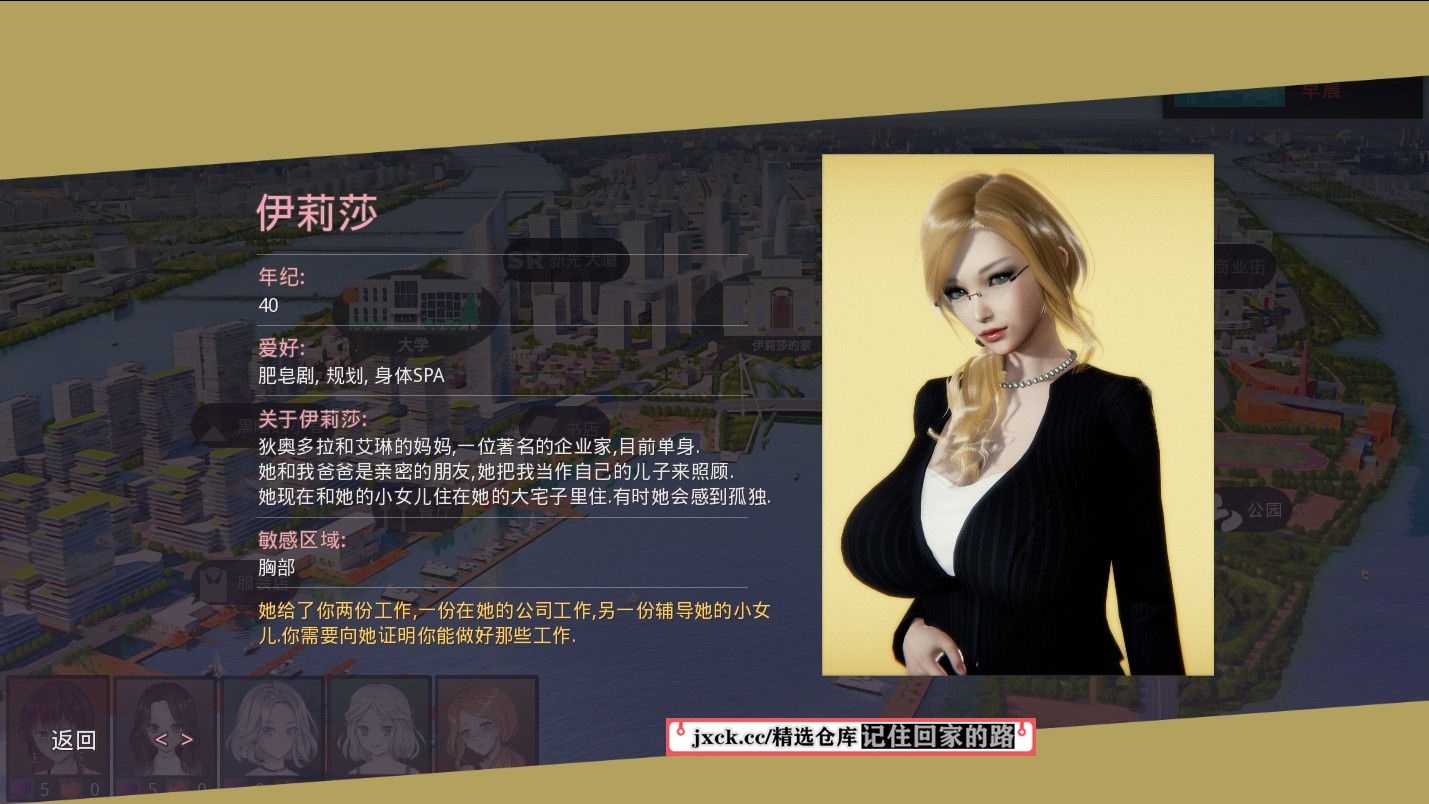 早晨
伊莉莎
年纪:
40
SR 新光大厦
商业街
爱好:
大学
伊莉莎的家
肥皂剧, 规划, 身体SPA
关于伊莉莎:
书店
狄奥多拉和艾琳的妈妈,一位著名的企业家,目前单身.
她和我爸爸是亲密的朋友,她把我当作自己的儿子来照顾.
她现在和她的小女儿住在她的大宅子里住.有时她会感到孤独.
公园
敏感区域:
胸部
服装店
她给了你两份工作,一份在她的公司工作,另一份辅导她的小女
儿.你需要向她证明你能做好那些工作.
返回
< >
jxck.cc/精选仓库 记住回家的路
5 0 5 0